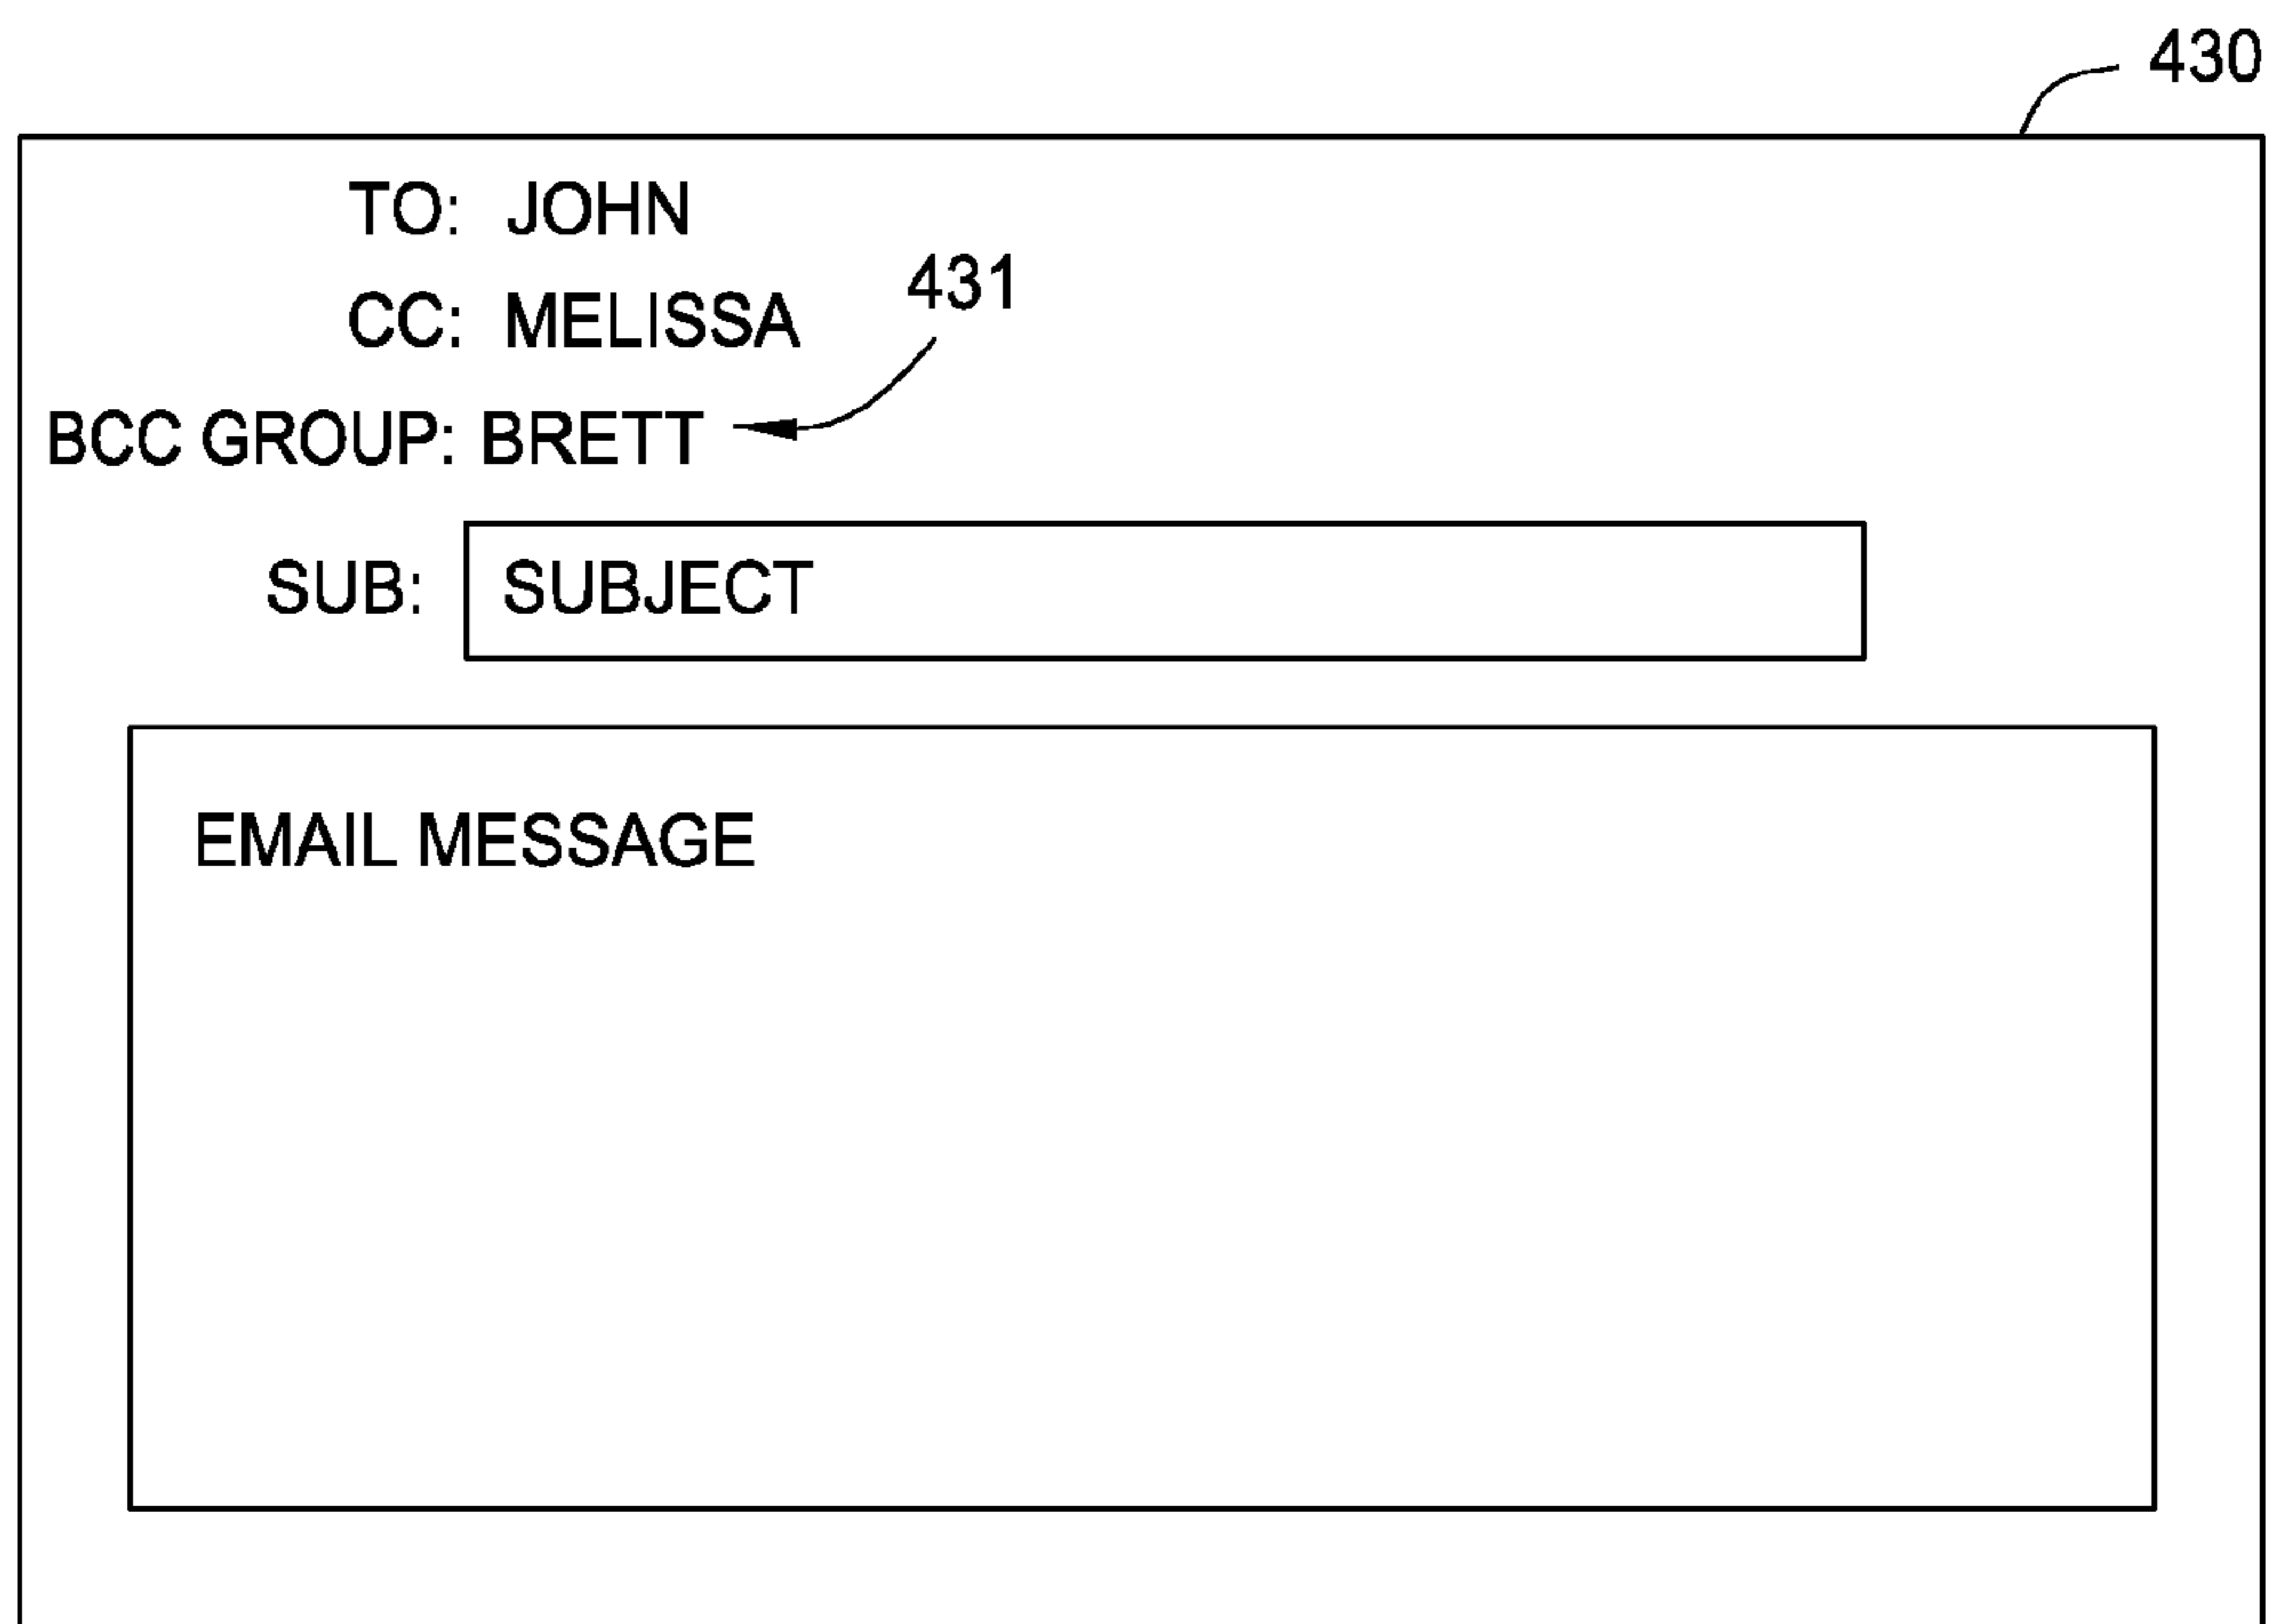 430
TO: JOHN
431
CC: MELISSA
BCC GROUP: BRETT
SUB: SUBJECT
EMAIL MESSAGE